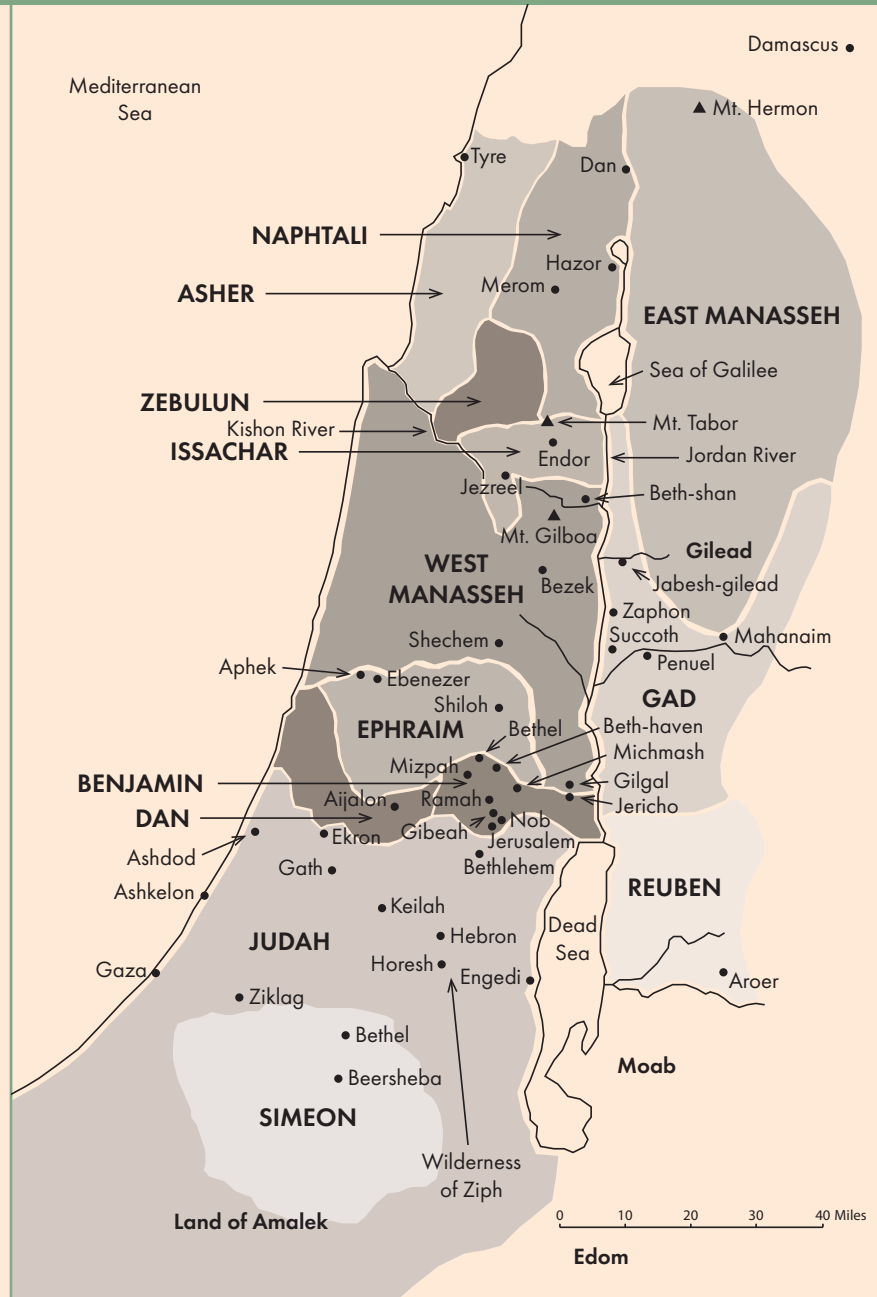 Damascus
Mediterranean
Sea
Mt. Hermon
Tyre
Dan
NAPHTALI
Hazor
Merom
ASHER
EAST MANASSEH
Sea of Galilee
ZEBULUN
Mt. Tabor
Kishon River
ISSACHAR
Endor
Jordan River
Jezreel
Beth-shan
Mt. Gilboa
Gilead
WEST
MANASSEH
Bezek
Jabesh-gilead
Zaphon
Shechem
Succoth
Mahanaim
Penuel
Aphek
Ebenezer
Shiloh
GAD
EPHRAIM
Bethel
Beth-haven
Michmash
Mizpah
BENJAMIN
Gilgal
Aijalon
Ramah
Jericho
DAN
Nob
Ekron
Gibeah
Jerusalem
Ashdod
Gath
Bethlehem
Ashkelon
REUBEN
Keilah
Dead
Sea
JUDAH
Hebron
Horesh
Gaza
Engedi
Aroer
Ziklag
Bethel
Moab
Beersheba
SIMEON
Wilderness
of Ziph
Land of Amalek
0 10 20 30 40 Miles
Edom